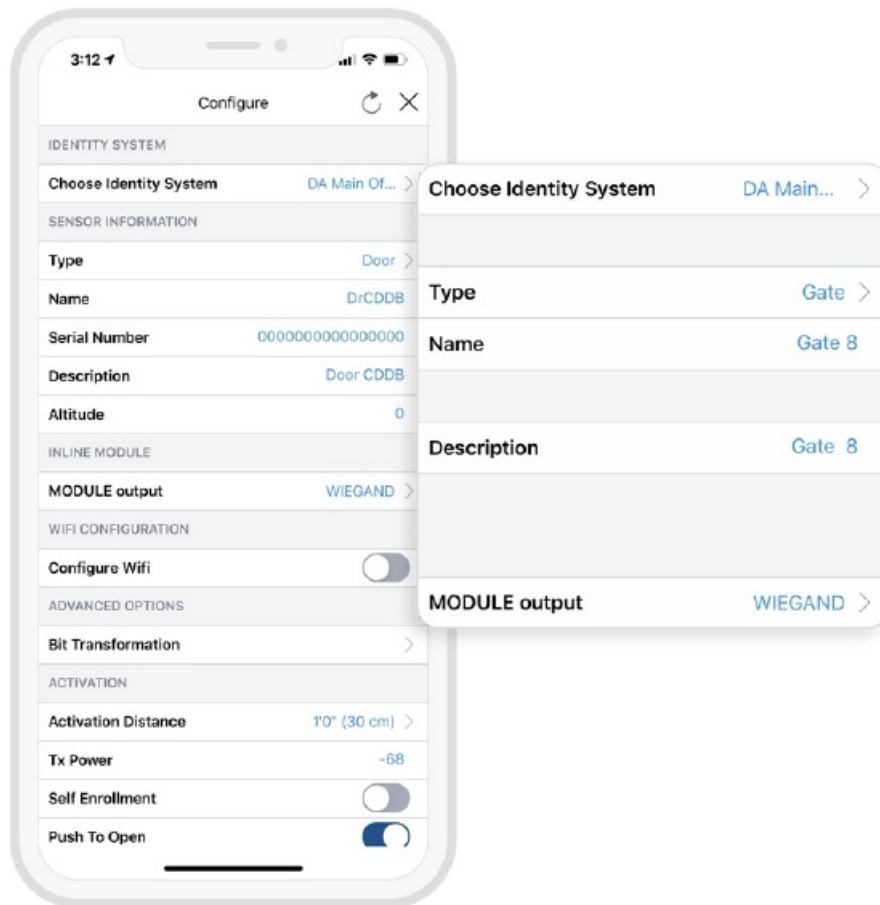 3:12
Configure
IDENTITY SYSTEM
Choose Identity System DA Main Of...
SENSOR INFORMATION
Type Door
Name DrCDDB
Serial Number 0000000000000000
Description Door CDDB
Altitude 0
INLINE MODULE
MODULE output WIEGAND
WIFI CONFIGURATION
Configure Wifi
ADVANCED OPTIONS
Bit Transformation
ACTIVATION
Activation Distance 1'0" (30 cm)
Tx Power -68
Self Enrollment
Push To Open
Choose Identity System DA Main...
Type Gate
Name Gate 8
Description Gate 8
MODULE output WIEGAND